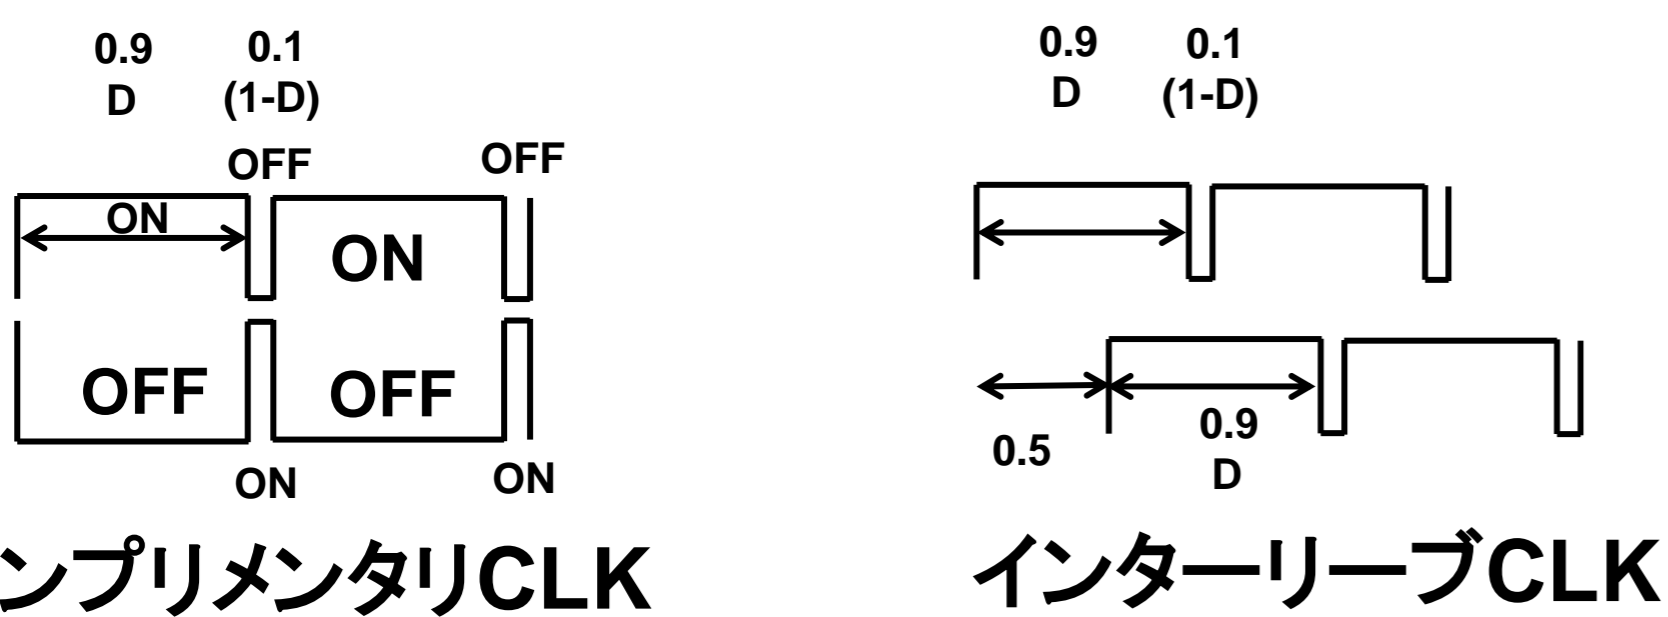 0.9 0.1
D (1-D)
OFF OFF
ON
ON
OFF OFF
ON ON
ンプリメンタリCLK
0.9 0.1
D (1-D)
0.5
0.9
D
インターリーブCLK